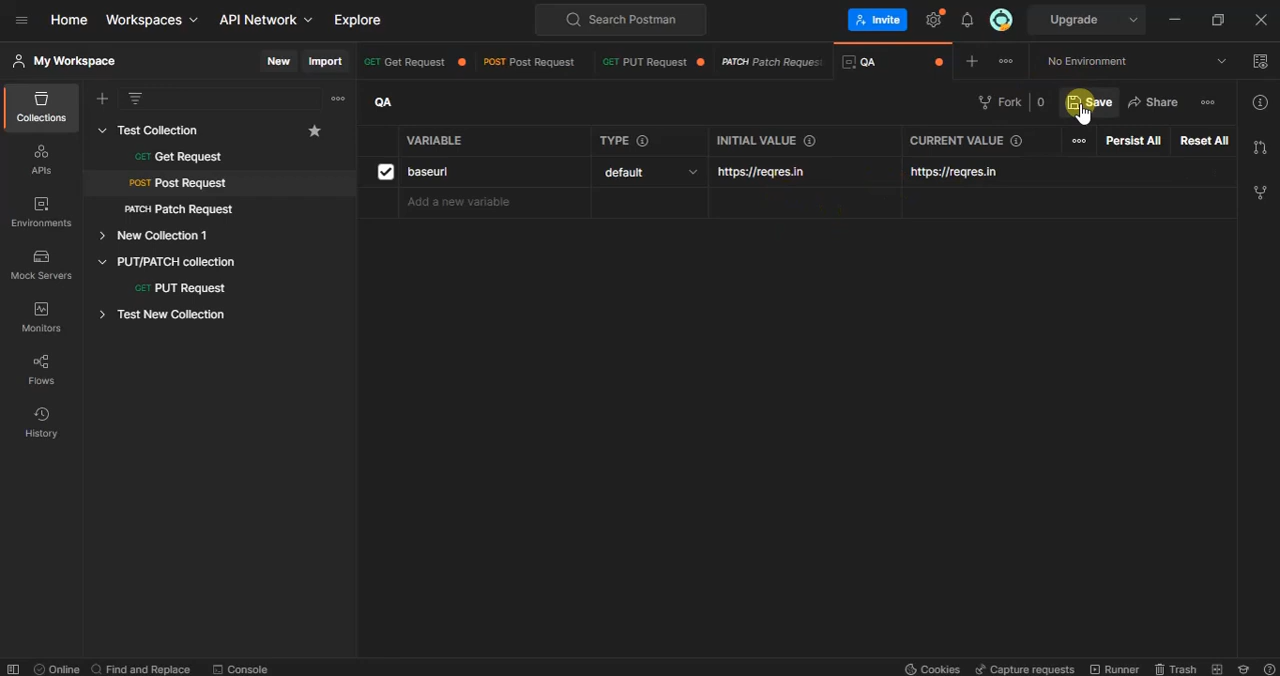 Home Workspaces API Network Explore Search Postman Invite Upgrade
My Workspace New Import GET Get Request POST Post Request GET PUT Request PATCH Patch Request QA No Environment
Collections
APIs
Environments
Mock Servers
Monitors
Flows
History
Test Collection
GET Get Request
POST Post Request
PATCH Patch Request
New Collection 1
PUT/PATCH collection
GET PUT Request
Test New Collection
QA Fork 0 Save Share
VARIABLE TYPE INITIAL VALUE CURRENT VALUE Persist All Reset All
baseurl default https://reqres.in https://reqres.in
Add a new variable
Online Find and Replace Console Cookies Capture requests Runner Trash